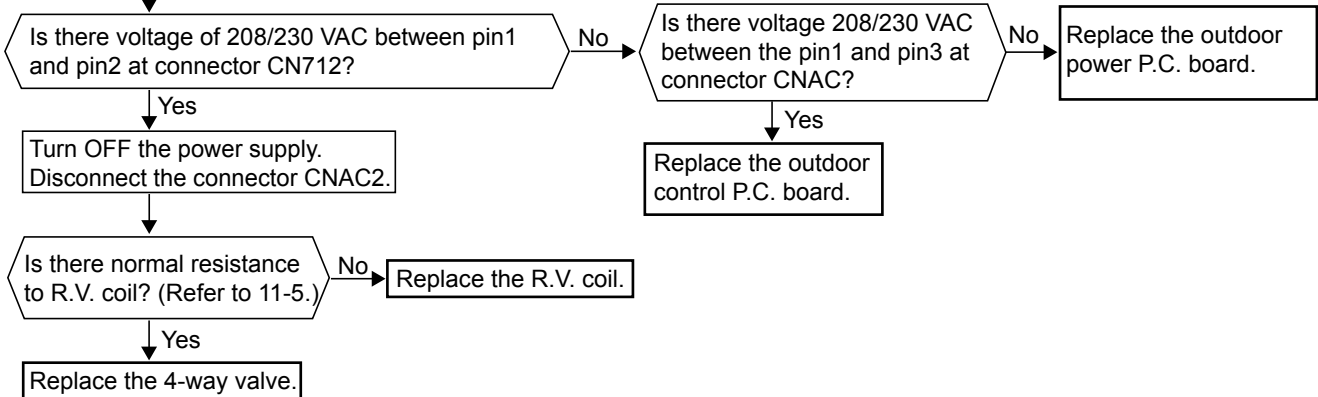 Is there voltage of 208/230 VAC between pin1
and pin2 at connector CN712?
No
Is there voltage 208/230 VAC
between the pin1 and pin3 at
connector CNAC?
No
Replace the outdoor
power P.C. board.
Yes
Yes
Turn OFF the power supply.
Disconnect the connector CNAC2.
Replace the outdoor
control P.C. board.
Is there normal resistance
to R.V. coil? (Refer to 11-5.)
No
Replace the R.V. coil.
Yes
Replace the 4-way valve.